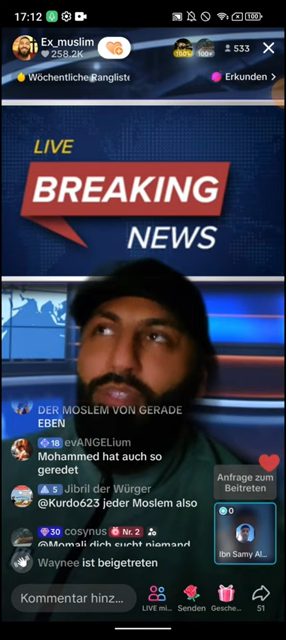 17:12
100
Ex_muslim
258.2K
100+
100+
533
Wöchentliche Rangliste
Erkunden >
LIVE
BREAKING
NEWS
DER MOSLEM VON GERADE
EBEN
18 evANGELium
Mohammed hat auch so
geredet
5 Jibril der Würger
@Kurdo623 jeder Moslem also
30 cosynus Nr. 2
@Momali dich sucht niemand
Waynee ist beigetreten
Anfrage zum
Beitreten
0
Ibn Samy Al...
Kommentar hinz...
LIVE mi...
Senden
Gesche...
51